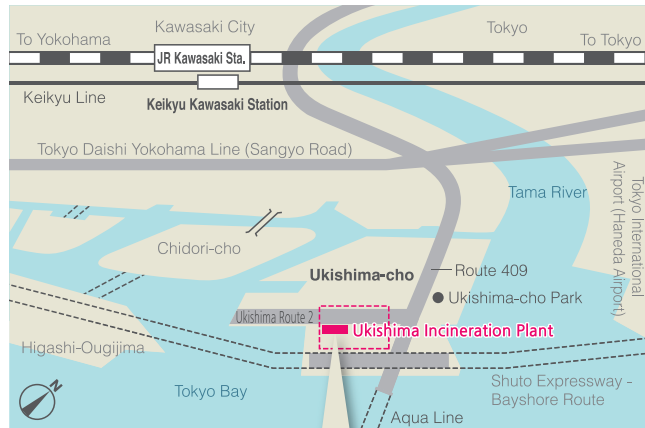 Kawasaki City
Tokyo
To Yokohama
To Tokyo
JR Kawasaki Sta.
Keikyu Line
Keikyu Kawasaki Station
Tokyo Daishi Yokohama Line (Sangyo Road)
Tama River
Tokyo International
Airport (Haneda Airport)
Chidori-cho
Ukishima-cho
Route 409
Ukishima-cho Park
Ukishima Route 2
Ukishima Incineration Plant
Higashi-Ougijima
Tokyo Bay
Shuto Expressway -
Bayshore Route
Aqua Line
N